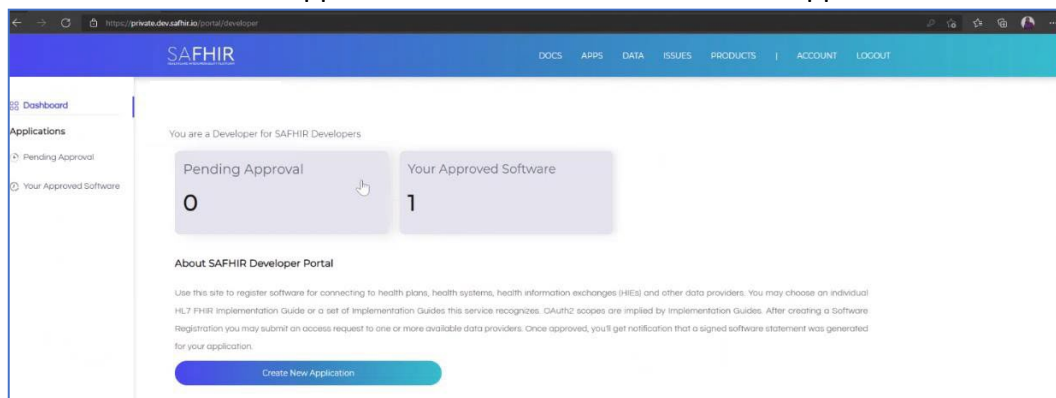 https://private.dev.safhir.io/portal/developer
SAFHIR
DOCS APPS DATA ISSUES PRODUCTS | ACCOUNT LOGOUT
Dashboard
Applications
Pending Approval
Your Approved Software
You are a Developer for SAFHIR Developers
Pending Approval
0
Your Approved Software
1
About SAFHIR Developer Portal
Use this site to register software for connecting to health plans, health systems, health information exchanges (HIEs) and other data providers. You may choose an individual
HL7 FHIR Implementation Guide or a set of Implementation Guides this service recognizes. OAuth2 scopes are implied by Implementation Guides. After creating a Software
Registration you may submit an access request to one or more available data providers. Once approved, you'll get notification that a signed software statement was generated
for your application.
Create New Application